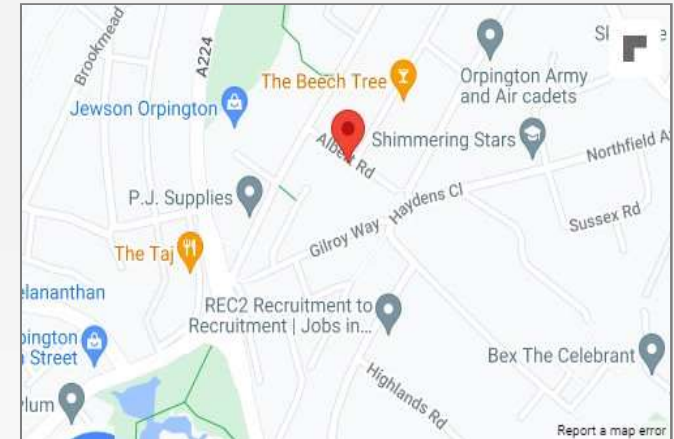 Brookmead
A224
The Beech Tree
Orpington Army
and Air cadets
Jewson Orpington
Albert Rd
Shimmering Stars
Northfield A
P.J. Supplies
Haydens Cl
Sussex Rd
The Taj
Gilroy Way
elananthan
REC2 Recruitment to
Recruitment | Jobs in...
pington
Street
Bex The Celebrant
Highlands Rd
lum
Report a map error